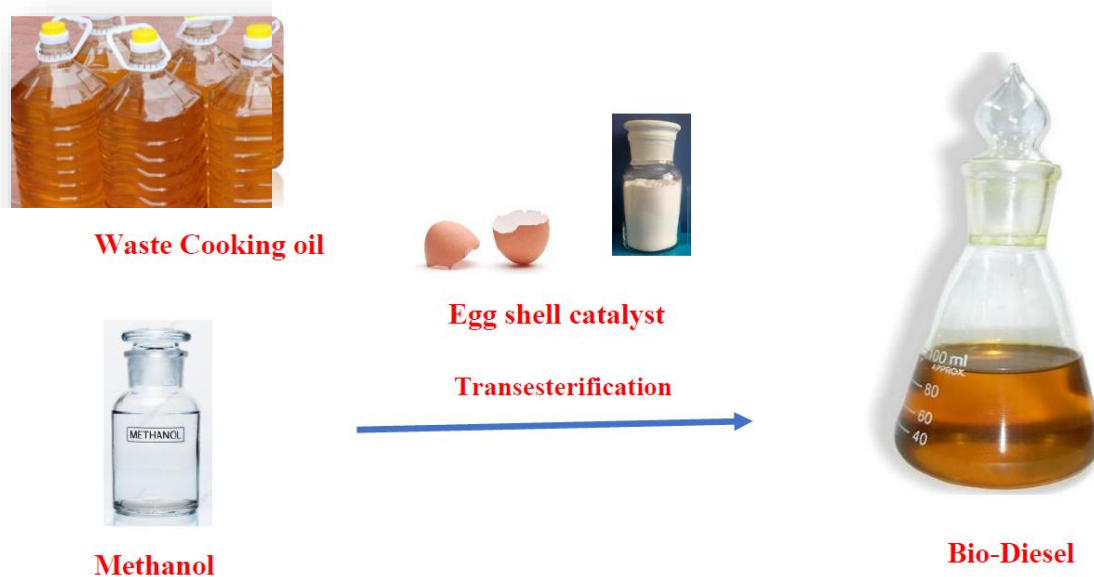 Waste Cooking oil
Egg shell catalyst
Transesterification
METHANOL
Methanol
100 ml
APPROX.
80
60
40
Bio-Diesel